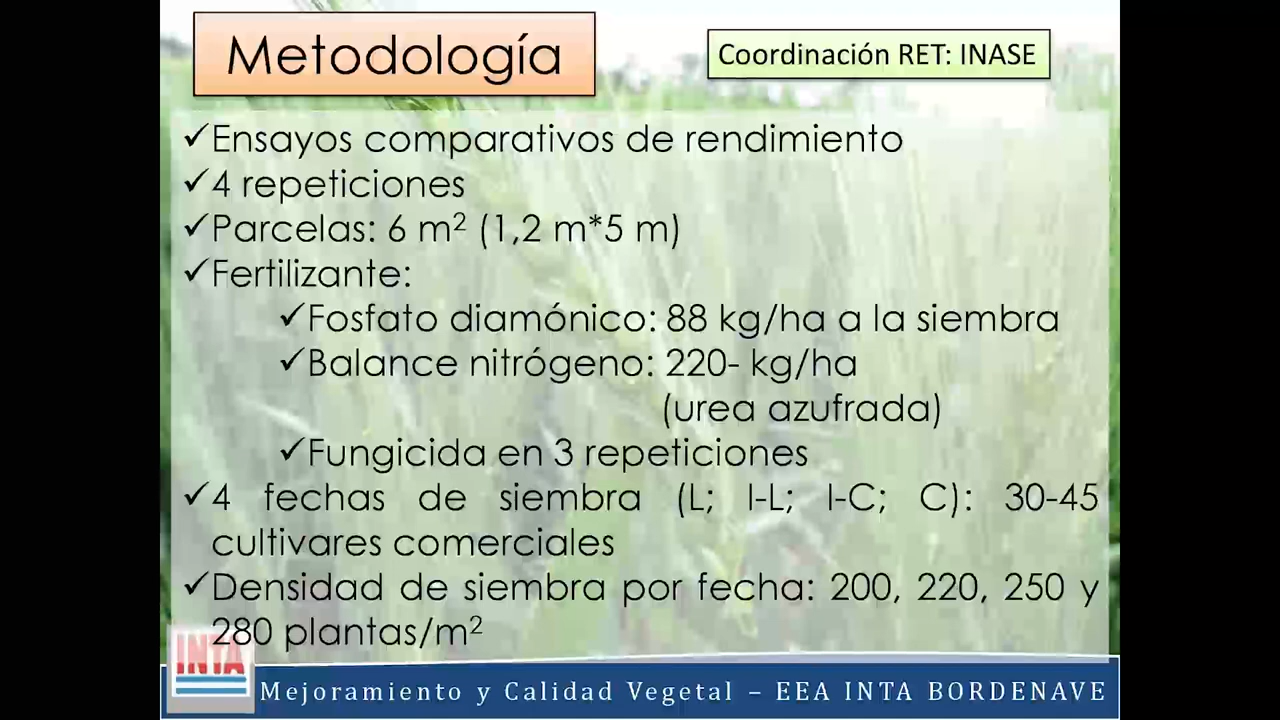 Metodología
Coordinación RET: INASE
✓Ensayos comparativos de rendimiento
✓4 repeticiones
✓Parcelas: 6 m² (1,2 m*5 m)
✓Fertilizante:
✓Fosfato diamónico: 88 kg/ha a la siembra
✓Balance nitrógeno: 220- kg/ha
(urea azufrada)
✓Fungicida en 3 repeticiones
✓4 fechas de siembra (L; I-L; I-C; C): 30-45
cultivares comerciales
✓Densidad de siembra por fecha: 200, 220, 250 y
280 plantas/m²
INTA
Mejoramiento y Calidad Vegetal – EEA INTA BORDENAVE